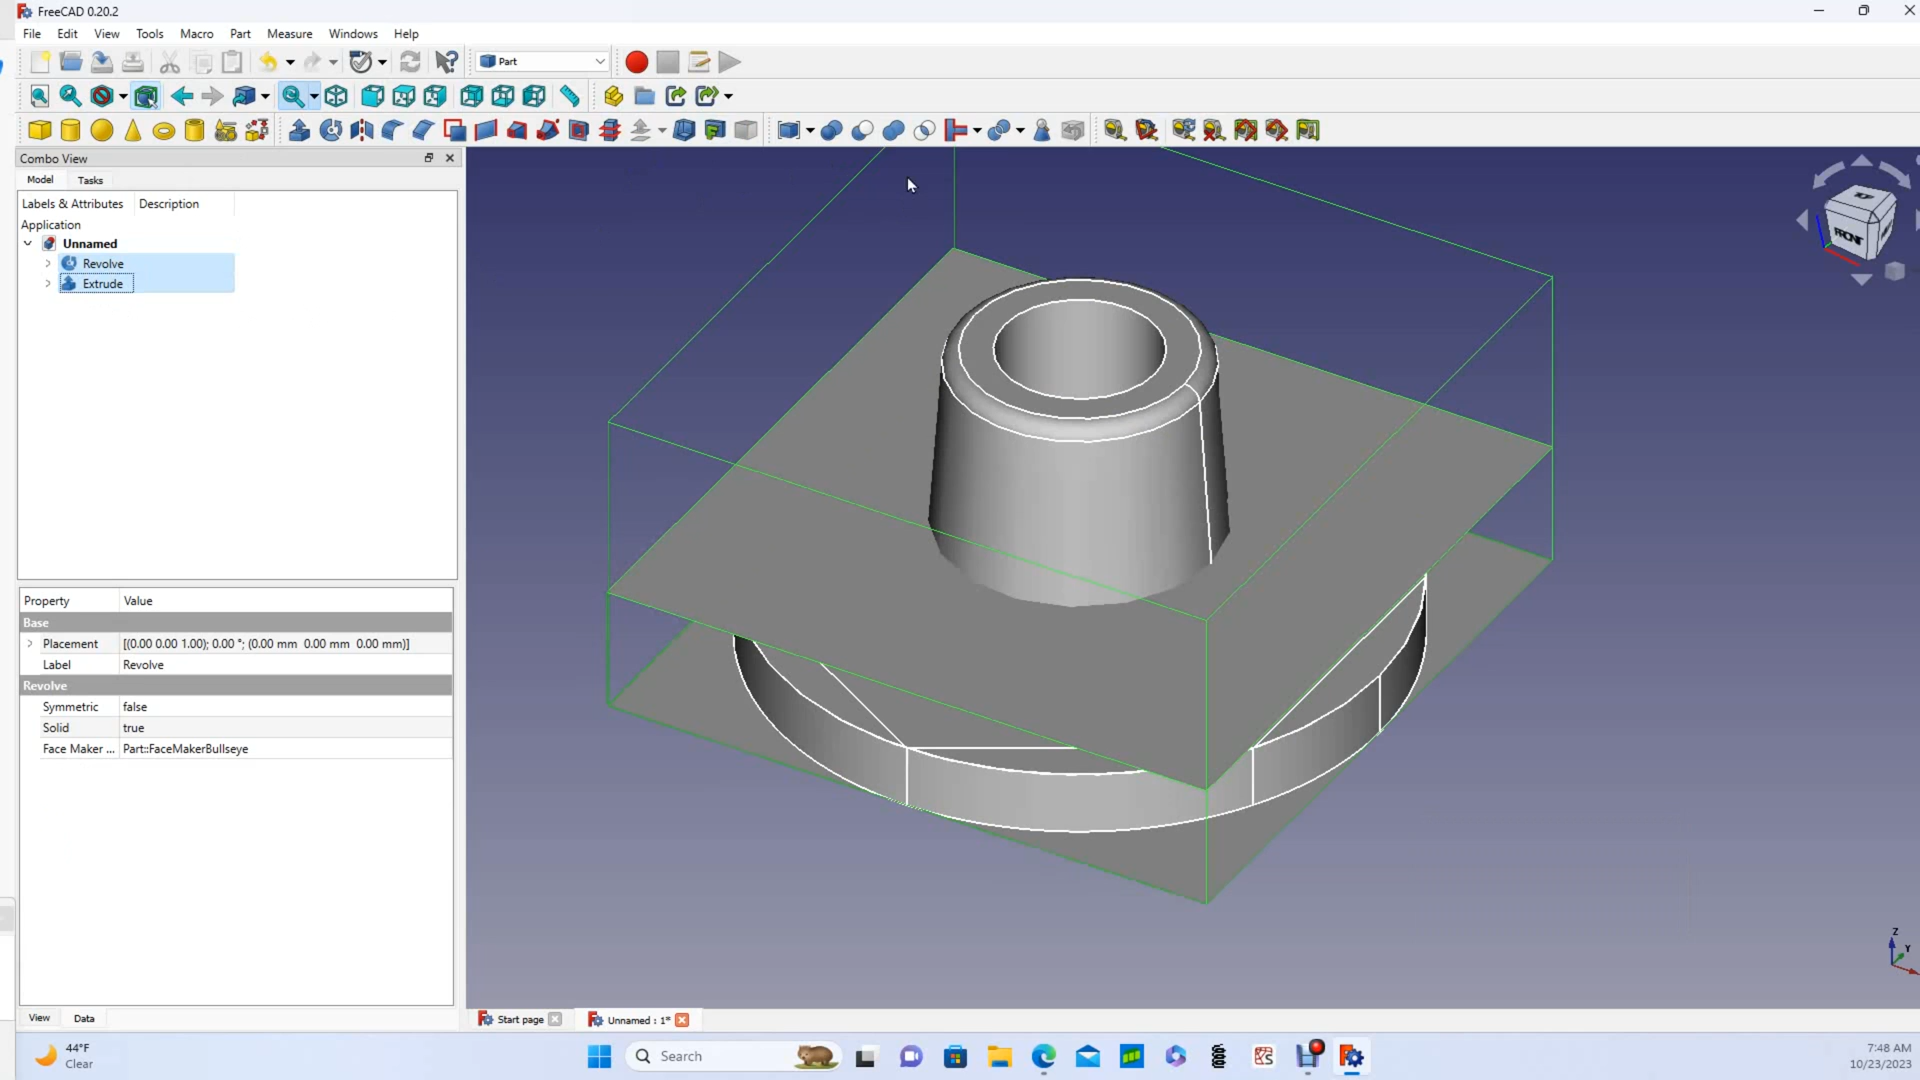 FreeCAD 0.20.2
File Edit View Tools Macro Part Measure Windows Help
Part
Combo View
Model Tasks
Labels & Attributes Description
Application
Unnamed
Revolve
Extrude
TOP
FRONT
Property Value
Base
Placement [(0.00 0.00 1.00); 0.00 °; (0.00 mm 0.00 mm 0.00 mm)]
Label Revolve
Revolve
Symmetric false
Solid true
Face Maker ... Part::FaceMakerBullseye
Z
Y
View Data
Start page
Unnamed : 1*
44°F
Clear
Search
7:48 AM
10/23/2023